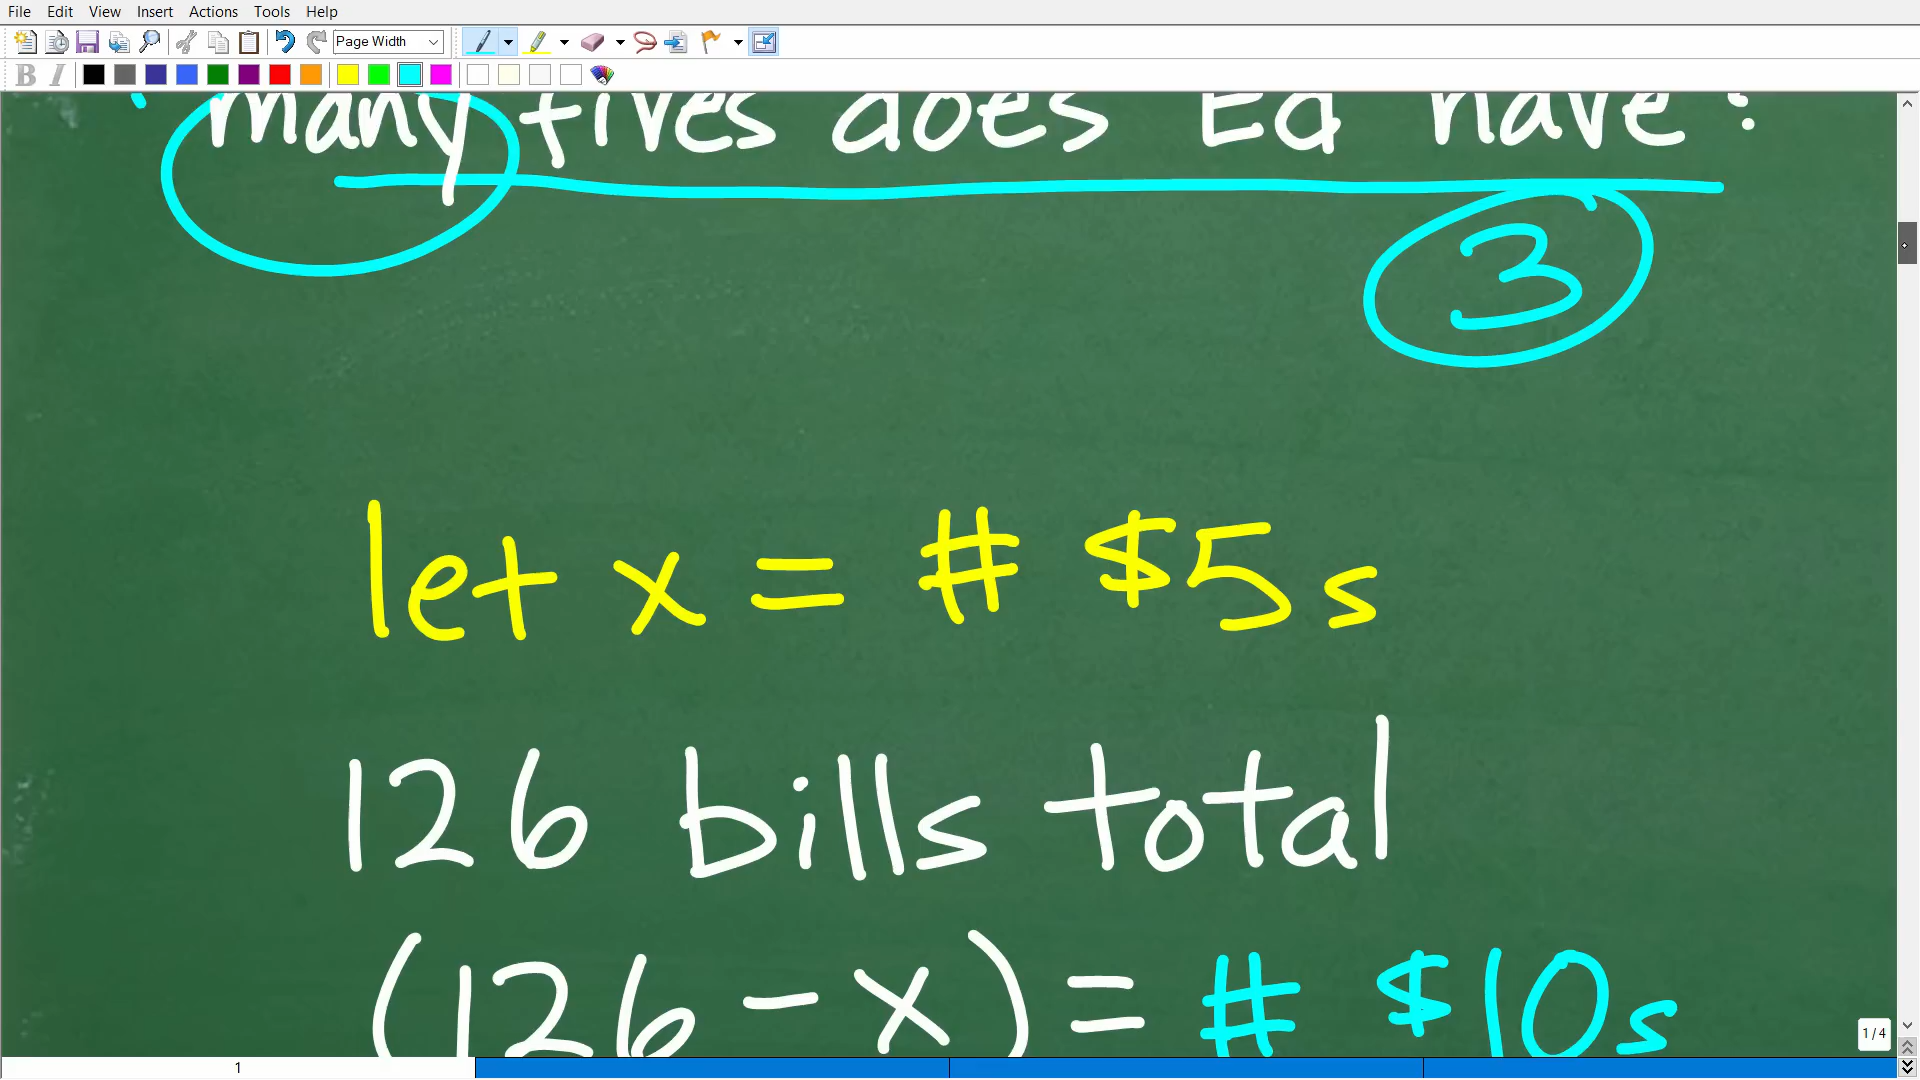 File Edit View Insert Actions Tools Help
Page Width
B I
many fives does Ed have?
3
let x = # $5s
126 bills total
(126 - x) = # $10s
1 / 4
1